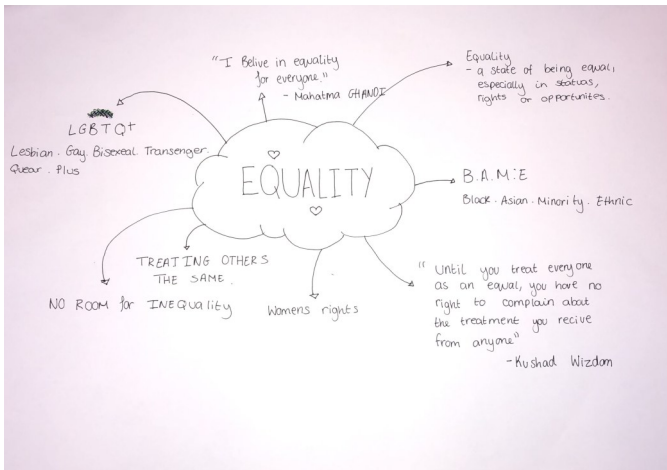 "I Belive in equality
for everyone."
- Mahatma GHANDI
Equality
- a state of being equal,
especially in status,
rights or opportunites.
LGBTQ+
Lesbian . Gay. Bisexeal. Transenger.
Quear . Plus
EQUALITY
B.A.M.E
Black . Asian . Minority . Ethnic
TREATING OTHERS
THE SAME.
NO ROOM for INEQuality
Womens rights
"Until you treat everyone
as an equal, you have no
right to complain about
the treatment you recive
from anyone"
- Kushad Wizdom